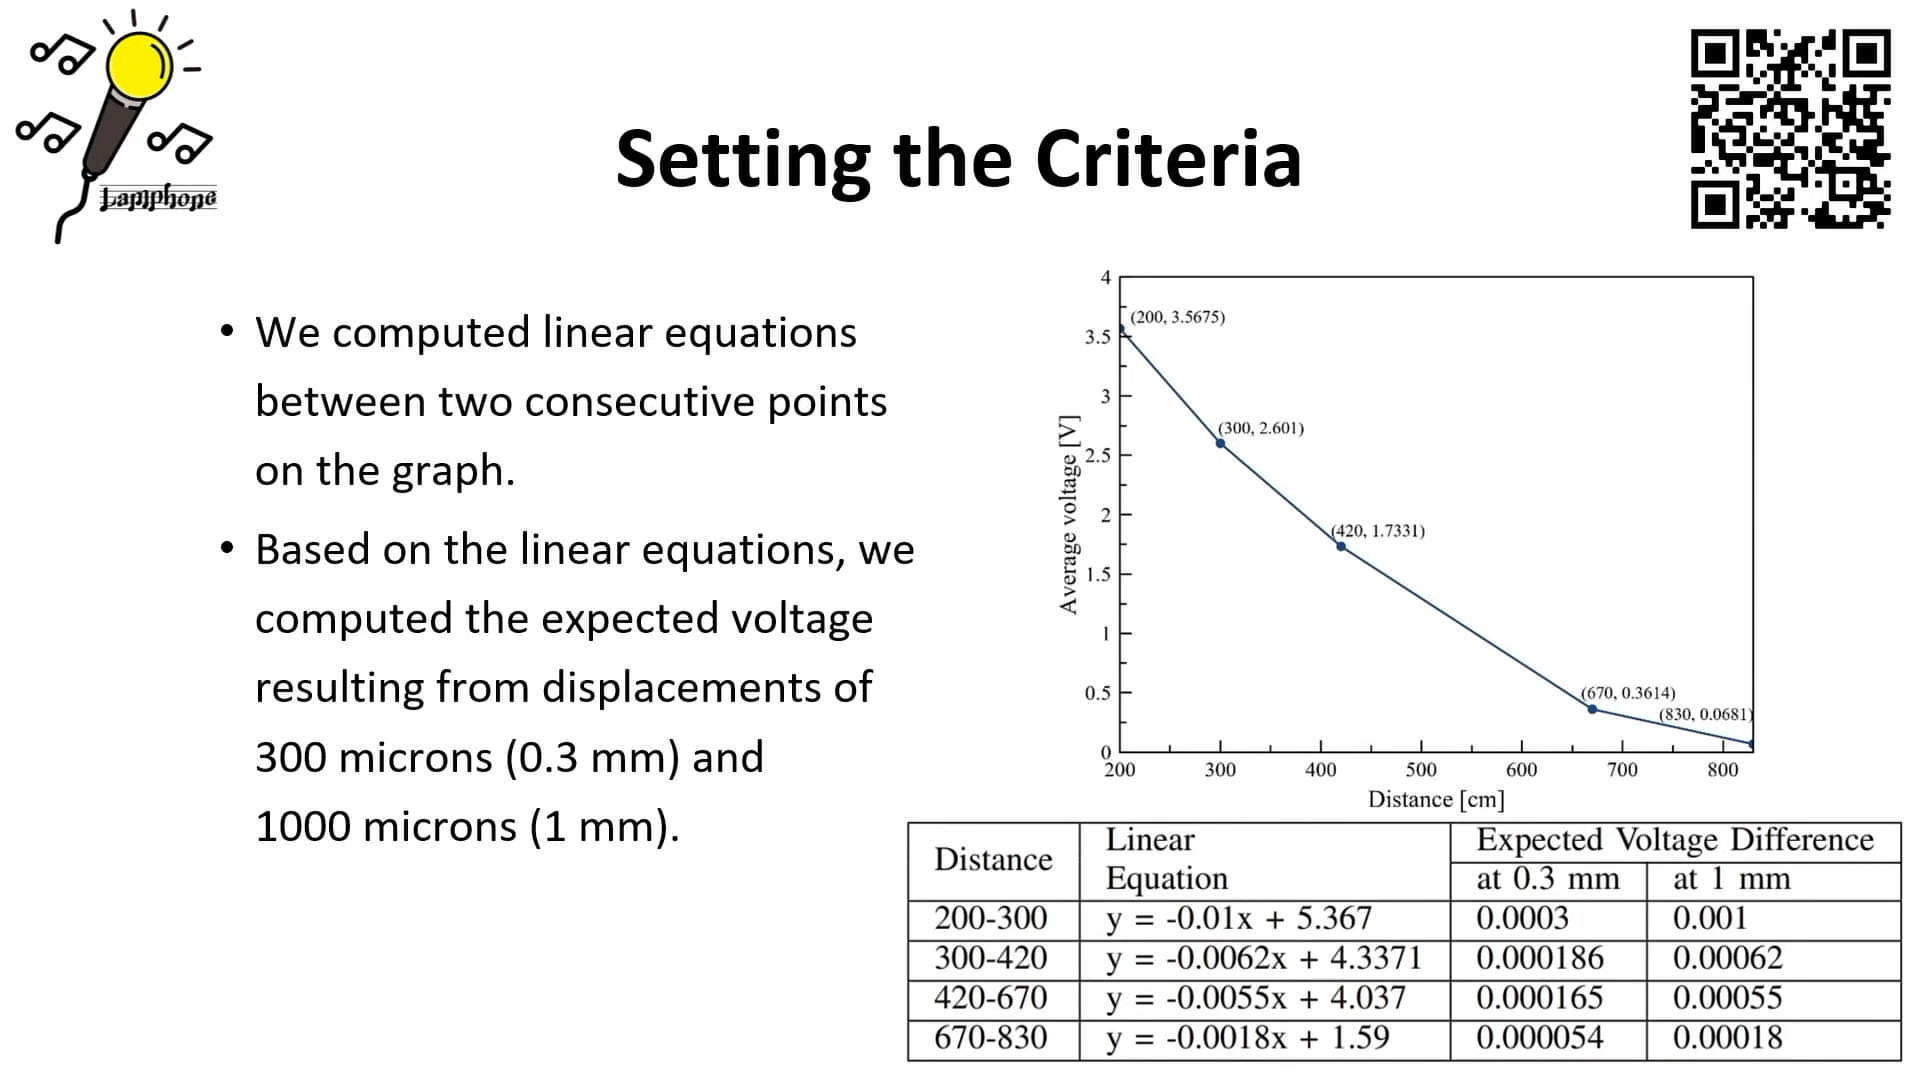 Lamphone
Setting the Criteria
• We computed linear equations
between two consecutive points
on the graph.
• Based on the linear equations, we
computed the expected voltage
resulting from displacements of
300 microns (0.3 mm) and
1000 microns (1 mm).
4
3.5
3
2.5
2
1.5
1
0.5
0
Average voltage [V]
(200, 3.5675)
(300, 2.601)
(420, 1.7331)
(670, 0.3614)
(830, 0.0681)
200 300 400 500 600 700 800
Distance [cm]
Distance Linear Equation Expected Voltage Difference
at 0.3 mm at 1 mm
200-300 y = -0.01x + 5.367 0.0003 0.001
300-420 y = -0.0062x + 4.3371 0.000186 0.00062
420-670 y = -0.0055x + 4.037 0.000165 0.00055
670-830 y = -0.0018x + 1.59 0.000054 0.00018